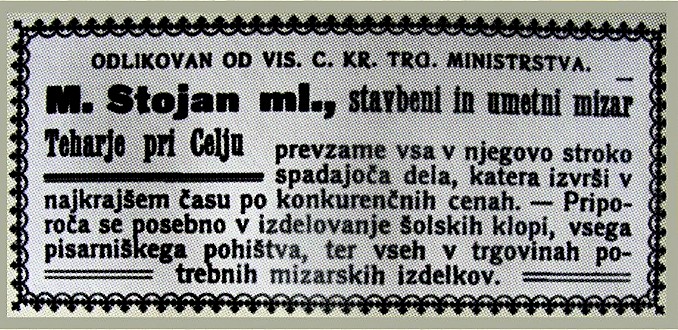 ODLIKOVAN OD VIS. C. KR. TRG. MINISTRSTVA.
M. Stojan ml., stavbeni in umetni mizar
Teharje pri Celju
prevzame vsa v njegovo stroko
spadajoča dela, katera izvrši v
najkrajšem času po konkurenčnih cenah. — Pripo-
roča se posebno v izdelovanje šolskih klopi, vsega
pisarniškega pohištva, ter vseh v trgovinah po-
trebnih mizarskih izdelkov.